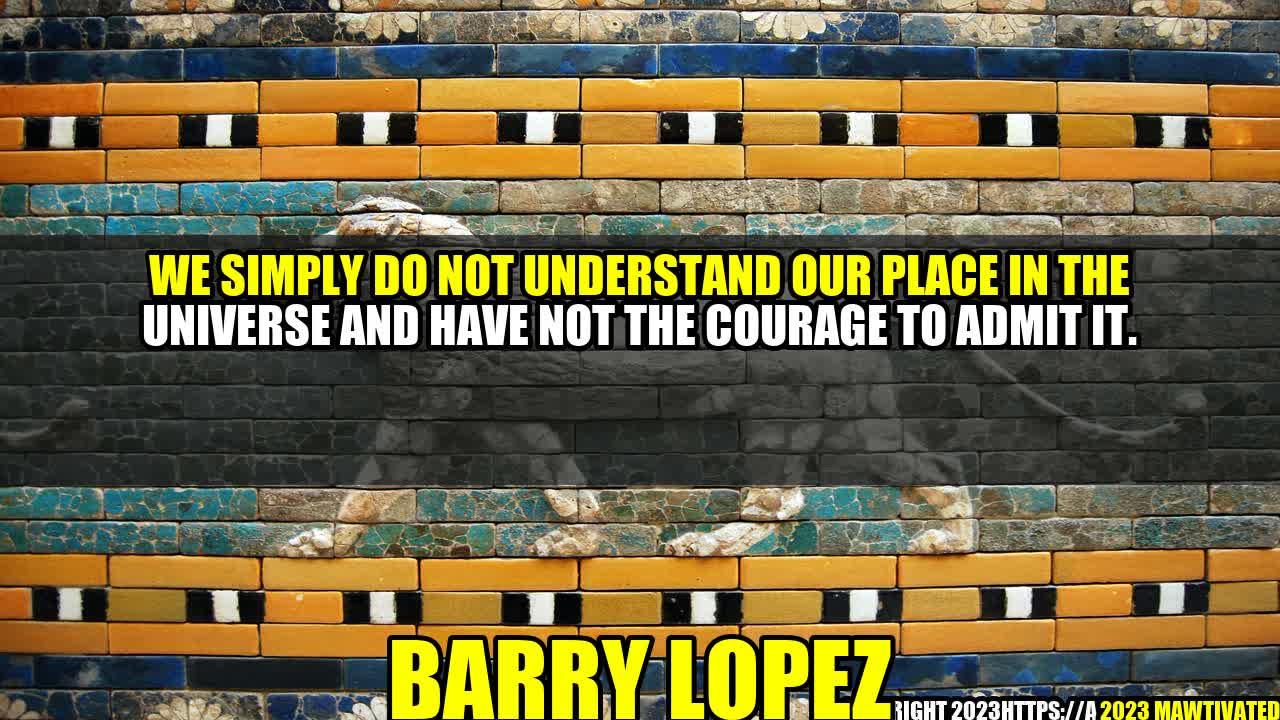 WE SIMPLY DO NOT UNDERSTAND OUR PLACE IN THE
UNIVERSE AND HAVE NOT THE COURAGE TO ADMIT IT.
BARRY LOPEZ
RIGHT 2023HTTPS://A 2023 MAWTIVATED